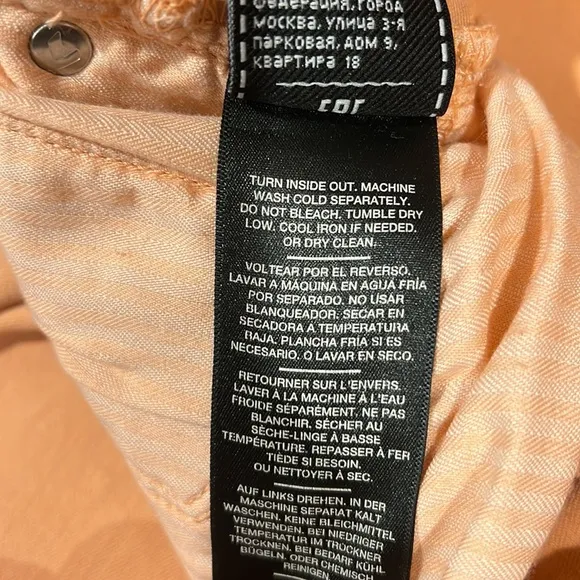 Федерация, город
Москва, улица 3-я
парковая, дом 9,
квартира 18
EAC
TURN INSIDE OUT. MACHINE
WASH COLD SEPARATELY.
DO NOT BLEACH. TUMBLE DRY
LOW. COOL IRON IF NEEDED.
OR DRY CLEAN.
VOLTEAR POR EL REVERSO.
LAVAR A MÁQUINA EN AGUA FRÍA
POR SEPARADO. NO USAR
BLANQUEADOR. SECAR EN
SECADORA A TEMPERATURA
BAJA. PLANCHA FRÍA SI ES
NECESARIO. O LAVAR EN SECO.
RETOURNER SUR L'ENVERS.
LAVER À LA MACHINE À L'EAU
FROIDE SÉPARÉMENT. NE PAS
BLANCHIR. SÉCHER AU
SÈCHE-LINGE À BASSE
TEMPÉRATURE. REPASSER À FER
TIÈDE SI BESOIN.
OU NETTOYER À SEC.
AUF LINKS DREHEN. IN DER
MASCHINE SEPARAT KALT
WASCHEN. KEINE BLEICHMITTEL
VERWENDEN. BEI NIEDRIGER
TEMPERATUR IM TROCKNER
TROCKNEN. BEI BEDARF KÜHL
BÜGELN. ODER CHEMISCH
REINIGEN